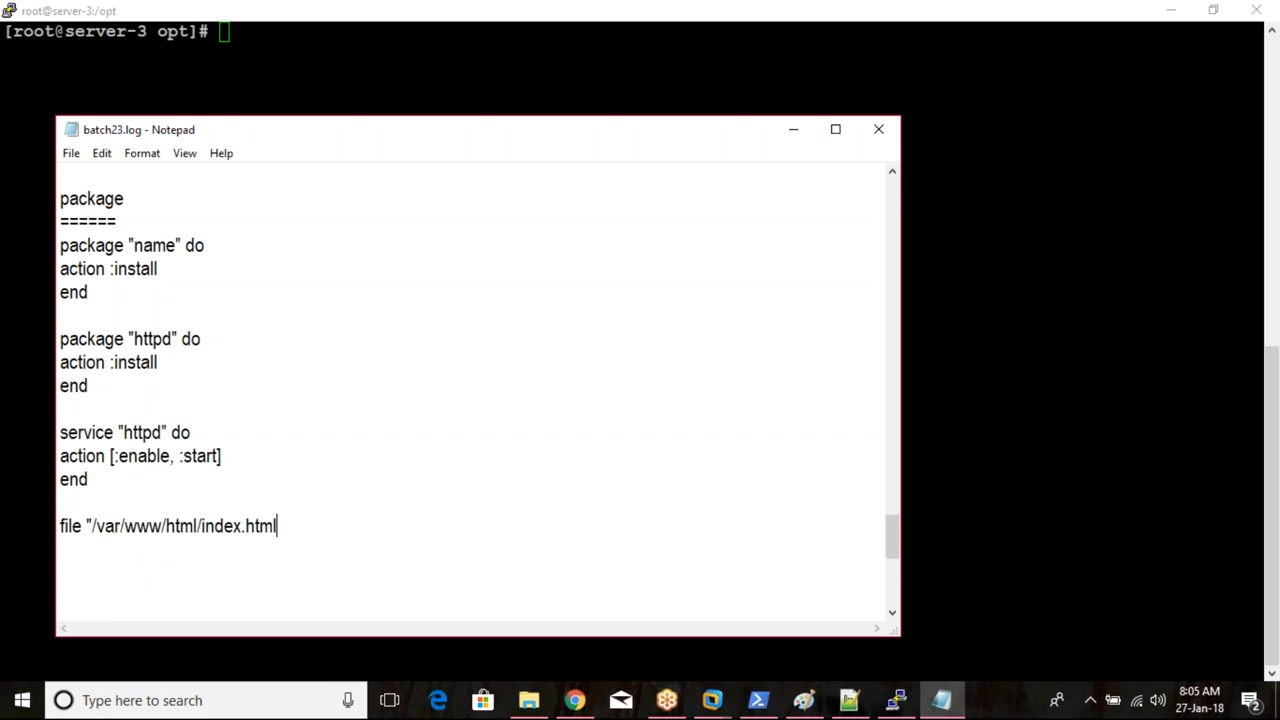 root@server-3:/opt
[root@server-3 opt]#
batch23.log - Notepad
File Edit Format View Help
package
======
package "name" do
action :install
end
package "httpd" do
action :install
end
service "httpd" do
action [:enable, :start]
end
file "/var/www/html/index.html
Type here to search
8:05 AM
27-Jan-18
2